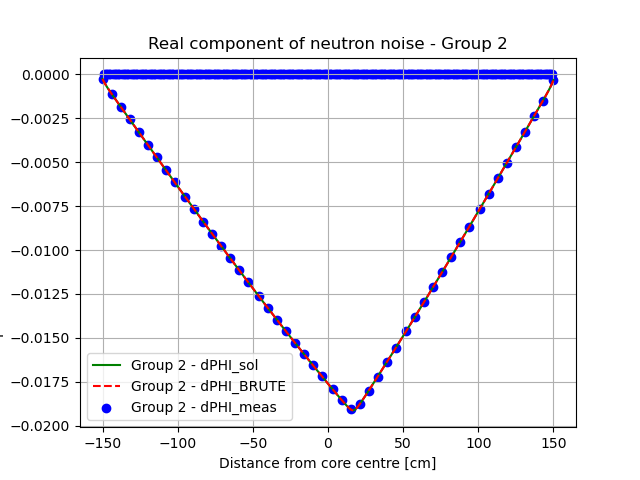 Real component of neutron noise - Group 2
0.0000
−0.0025
−0.0050
−0.0075
−0.0100
−0.0125
−0.0150
−0.0175
−0.0200
Group 2 - dPHI_sol
Group 2 - dPHI_BRUTE
Group 2 - dPHI_meas
−150 −100 −50 0 50 100 150
Distance from core centre [cm]